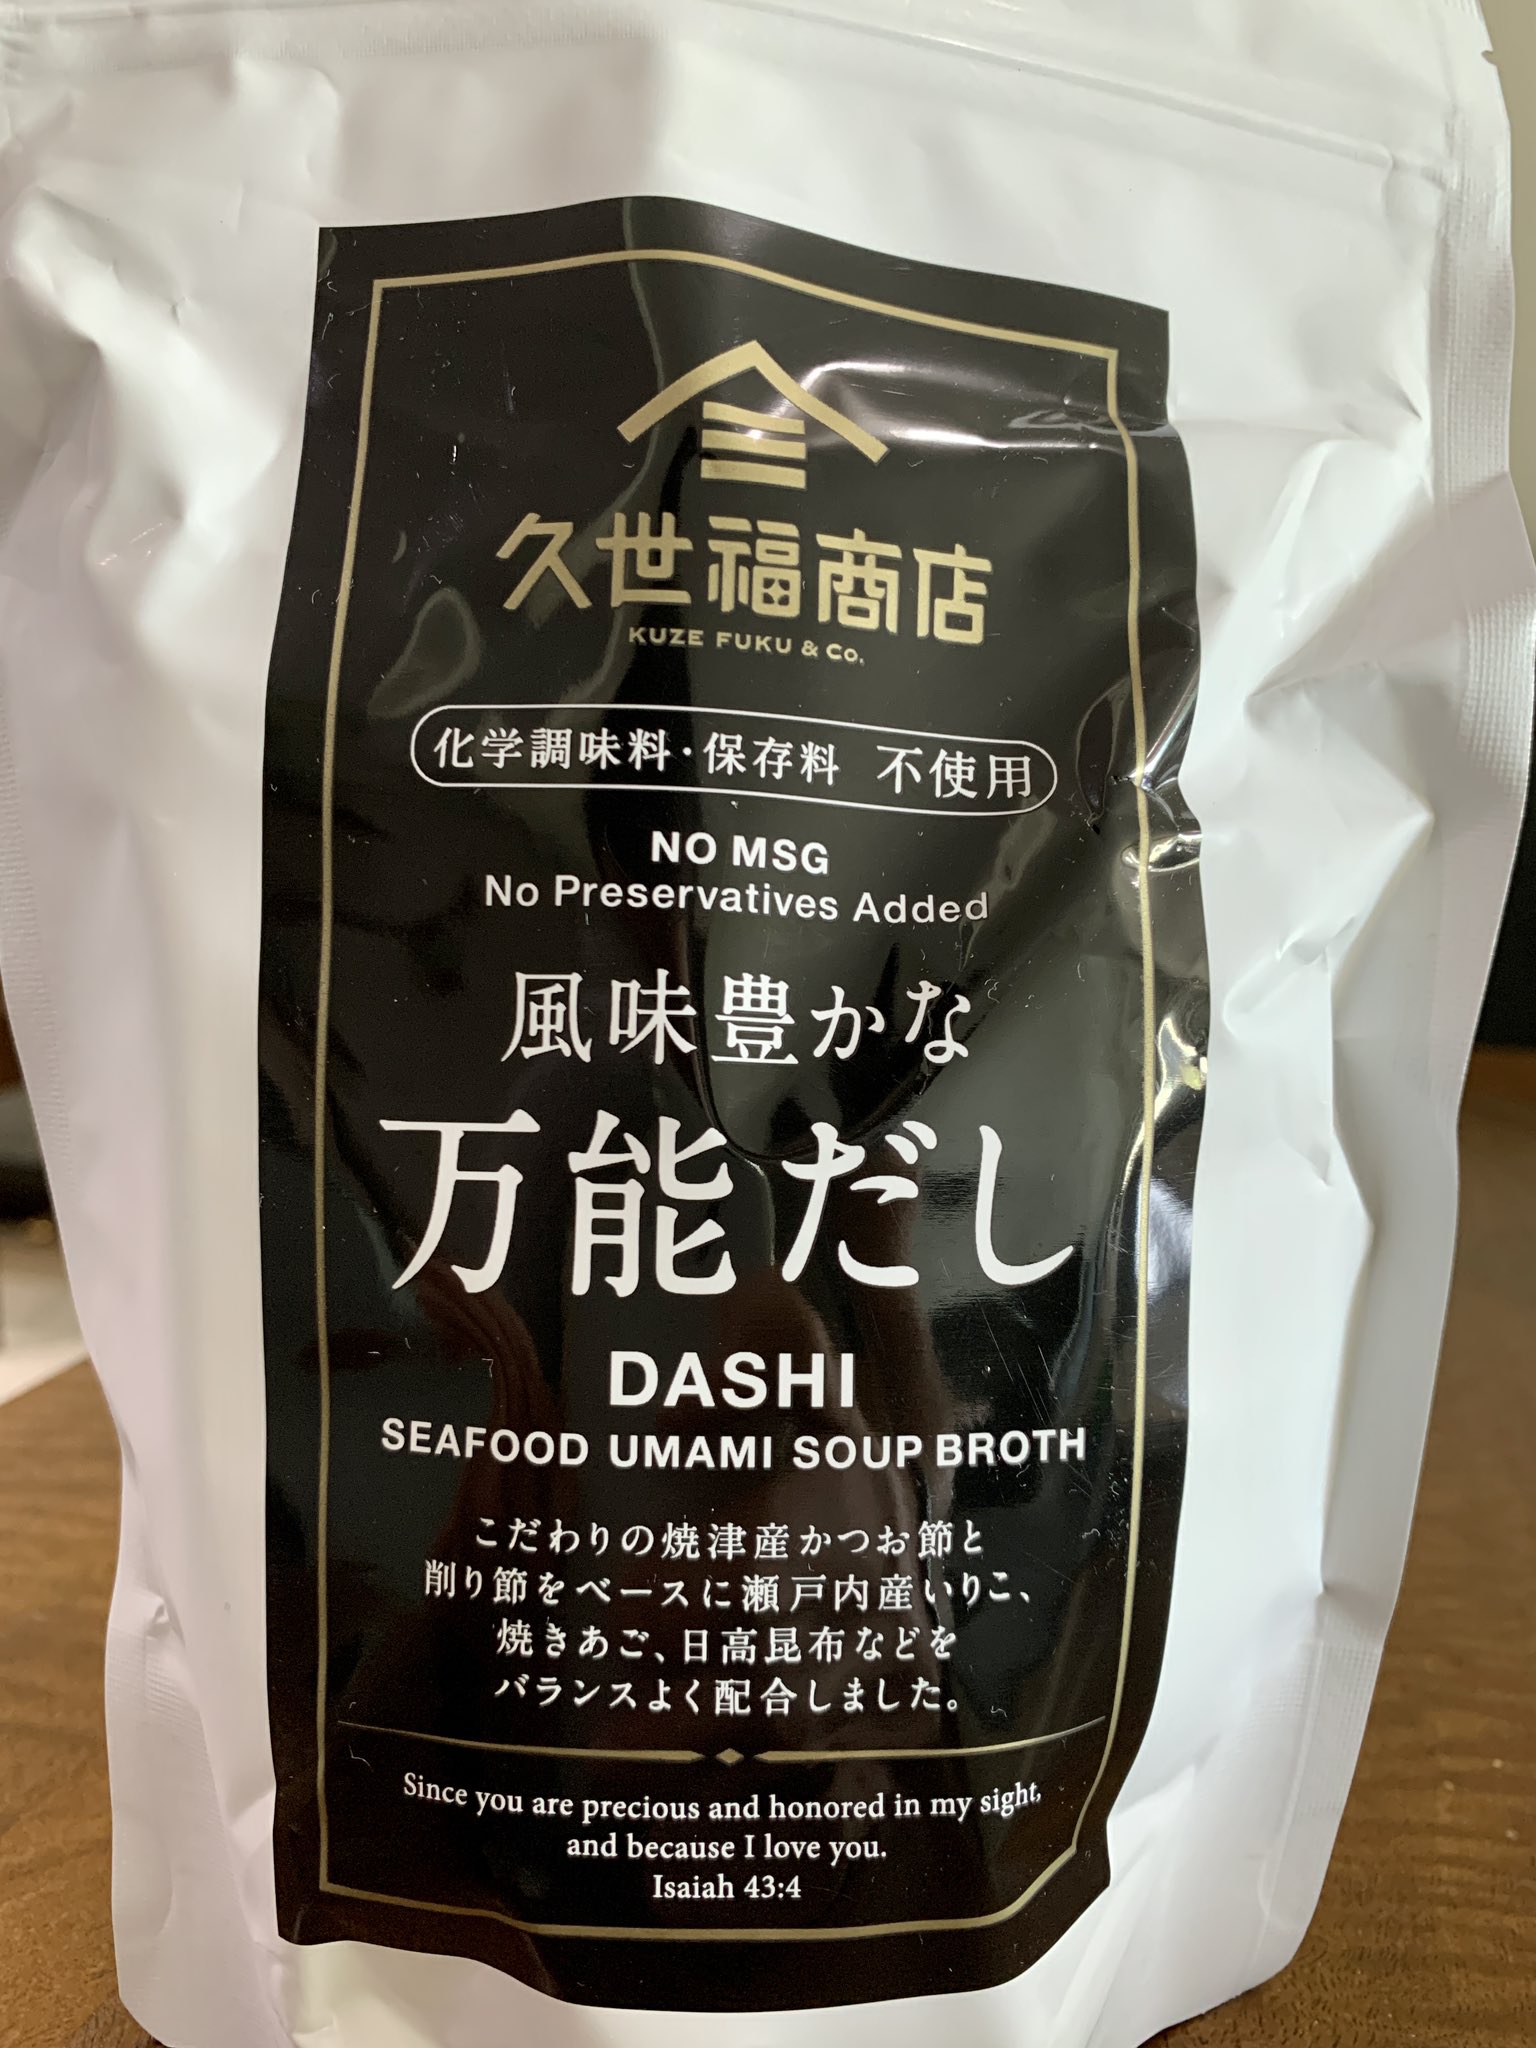 久世福商店
KUZE FUKU & Co.
化学調味料・保存料 不使用
NO MSG
No Preservatives Added
風味豊かな
万能だし
DASHI
SEAFOOD UMAMI SOUP BROTH
こだわりの焼津産かつお節と
削り節をベースに瀬戸内産いりこ、
焼きあご、日高昆布などを
バランスよく配合しました。
Since you are precious and honored in my sight,
and because I love you.
Isaiah 43:4